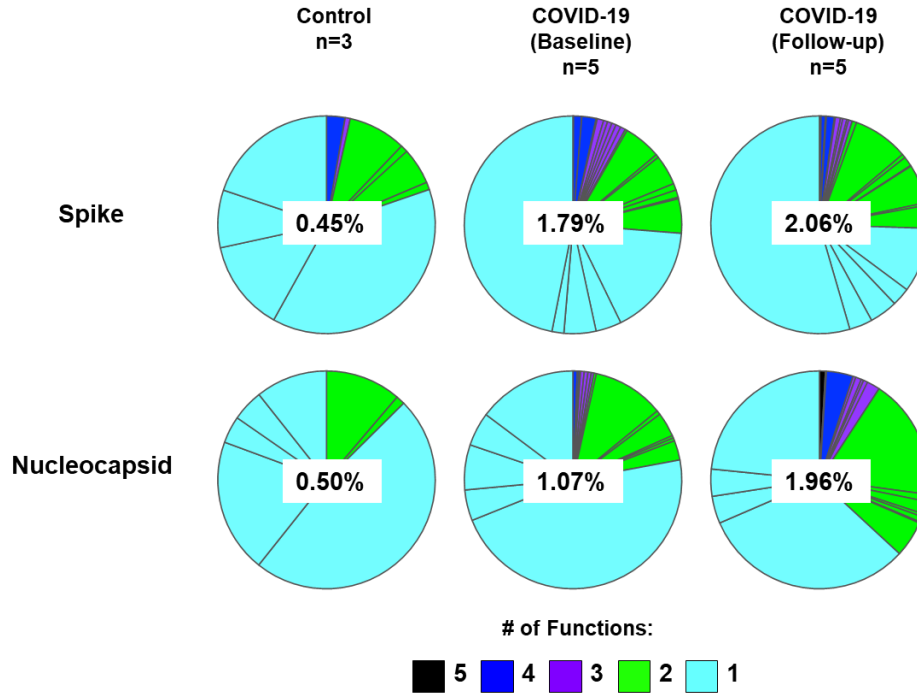 Control
n=3
COVID-19
(Baseline)
n=5
COVID-19
(Follow-up)
n=5
Spike
0.45%
1.79%
2.06%
Nucleocapsid
0.50%
1.07%
1.96%
# of Functions:
5 4 3 2 1